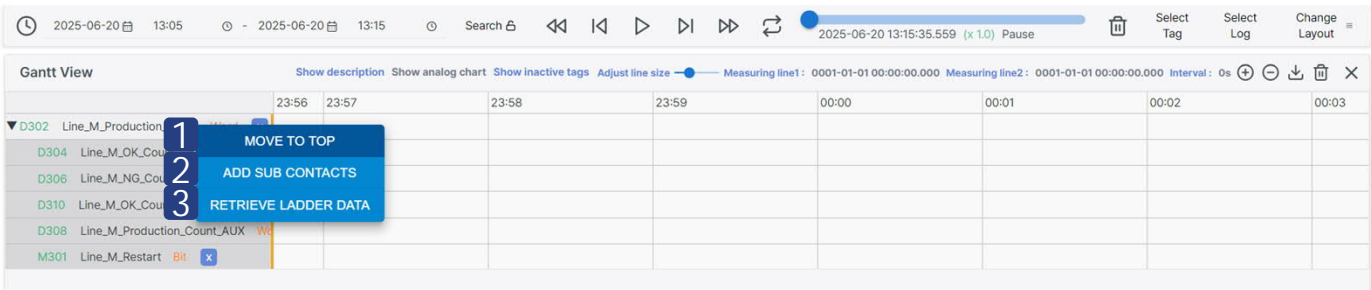 2025-06-20 13:05 - 2025-06-20 13:15 Search 2025-06-20 13:15:35.559 (x 1.0) Pause Select Tag Select Log Change Layout
Gantt View Show description Show analog chart Show inactive tags Adjust line size Measuring line1 : 0001-01-01 00:00:00.000 Measuring line2 : 0001-01-01 00:00:00.000 Interval : 0s
23:56 23:57 23:58 23:59 00:00 00:01 00:02 00:03
D302 Line_M_Production_
1 MOVE TO TOP
D304 Line_M_OK_Cou
2 ADD SUB CONTACTS
D306 Line_M_NG_Cou
3 RETRIEVE LADDER DATA
D310 Line_M_OK_Cou
D308 Line_M_Production_Count_AUX Wo
M301 Line_M_Restart Bit X